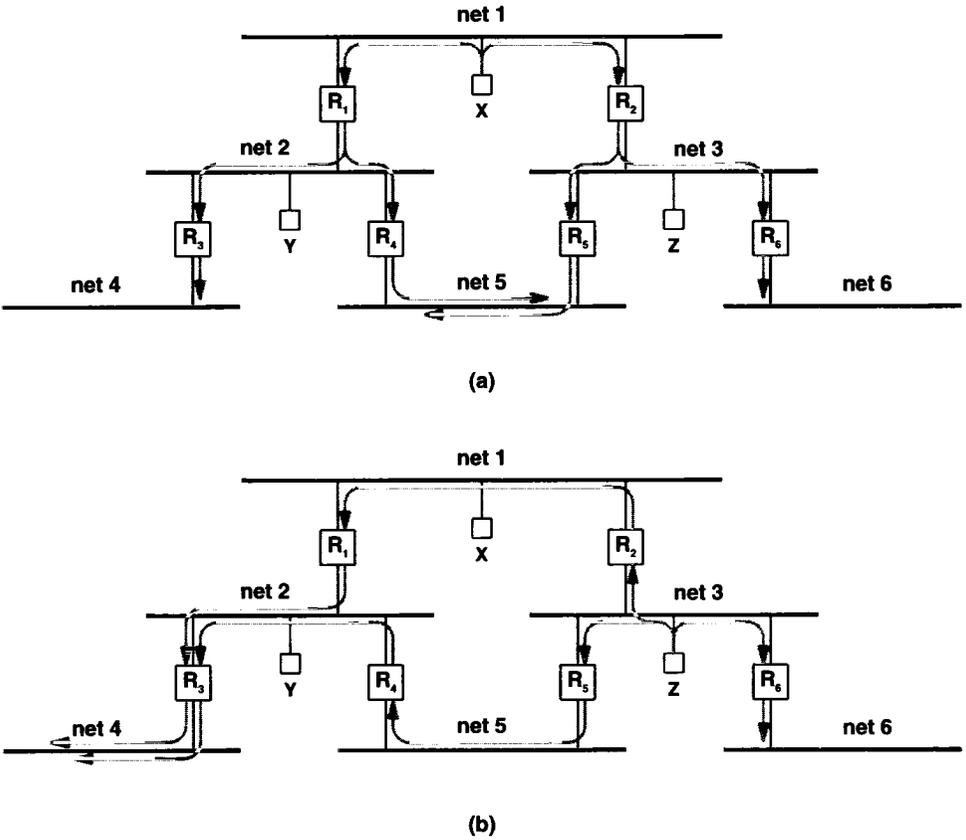 net 1
R₁
X
R₂
net 2
net 3
R₃
Y
R₄
R₅
Z
R₆
net 4
net 5
net 6
(a)
net 1
R₁
X
R₂
net 2
net 3
R₃
Y
R₄
R₅
Z
R₆
net 4
net 5
net 6
(b)